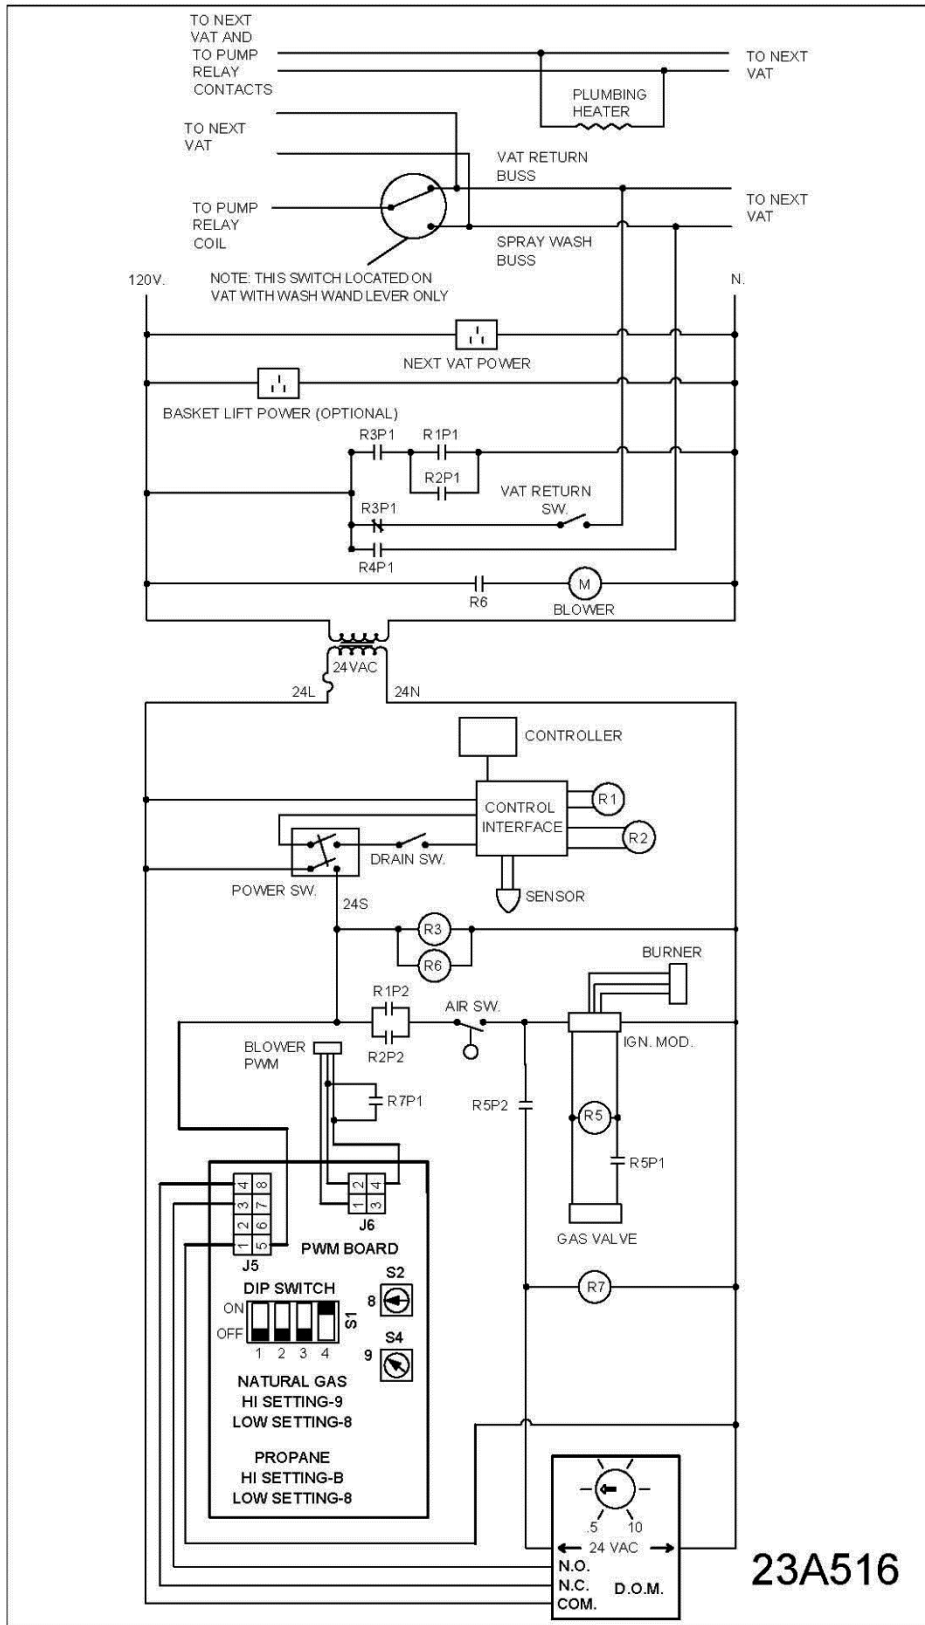 TO NEXT
VAT AND
TO PUMP
RELAY
CONTACTS
TO NEXT
VAT
PLUMBING
HEATER
TO NEXT
VAT
VAT RETURN
BUSS
TO PUMP
RELAY
COIL
TO NEXT
VAT
SPRAY WASH
BUSS
NOTE: THIS SWITCH LOCATED ON
VAT WITH WASH WAND LEVER ONLY
120V.
N.
NEXT VAT POWER
BASKET LIFT POWER (OPTIONAL)
R3P1
R1P1
R2P1
VAT RETURN
SW.
R3P1
R4P1
R6
M
BLOWER
24VAC
24L
24N
CONTROLLER
CONTROL
INTERFACE
R1
R2
DRAIN SW.
POWER SW.
SENSOR
24S
R3
R6
BURNER
R1P2
AIR SW.
R2P2
IGN. MOD.
BLOWER
PWM
R7P1
R5P2
R5
R5P1
GAS VALVE
4 8
3 7
2 6
1 5
J5
2 4
1 3
J6
PWM BOARD
DIP SWITCH
ON
OFF
1 2 3 4
S1
S2
8
S4
9
R7
NATURAL GAS
HI SETTING-9
LOW SETTING-8
PROPANE
HI SETTING-B
LOW SETTING-8
.5 10
24 VAC
N.O.
N.C.
COM.
D.O.M.
23A516